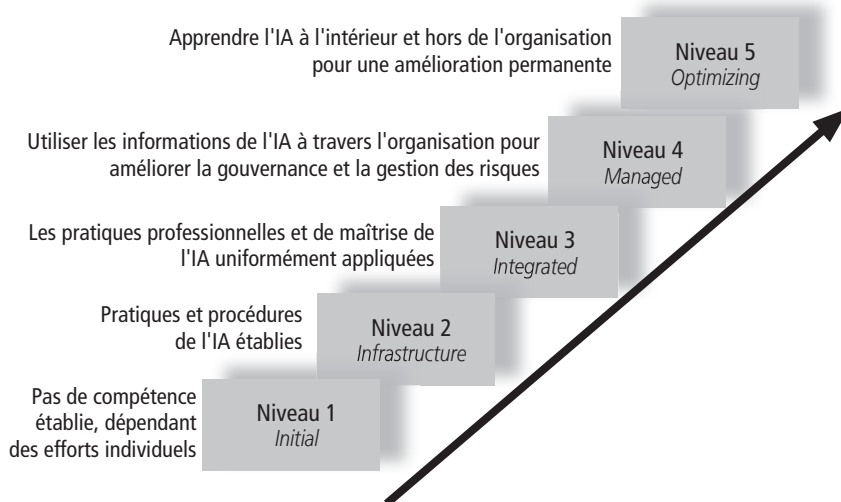 Apprendre l'IA à l'intérieur et hors de l'organisation
pour une amélioration permanente
Niveau 5
Optimizing
Utiliser les informations de l'IA à travers l'organisation pour
améliorer la gouvernance et la gestion des risques
Niveau 4
Managed
Les pratiques professionnelles et de maîtrise de
l'IA uniformément appliquées
Niveau 3
Integrated
Pratiques et procédures
de l'IA établies
Niveau 2
Infrastructure
Pas de compétence
établie, dépendant
des efforts individuels
Niveau 1
Initial